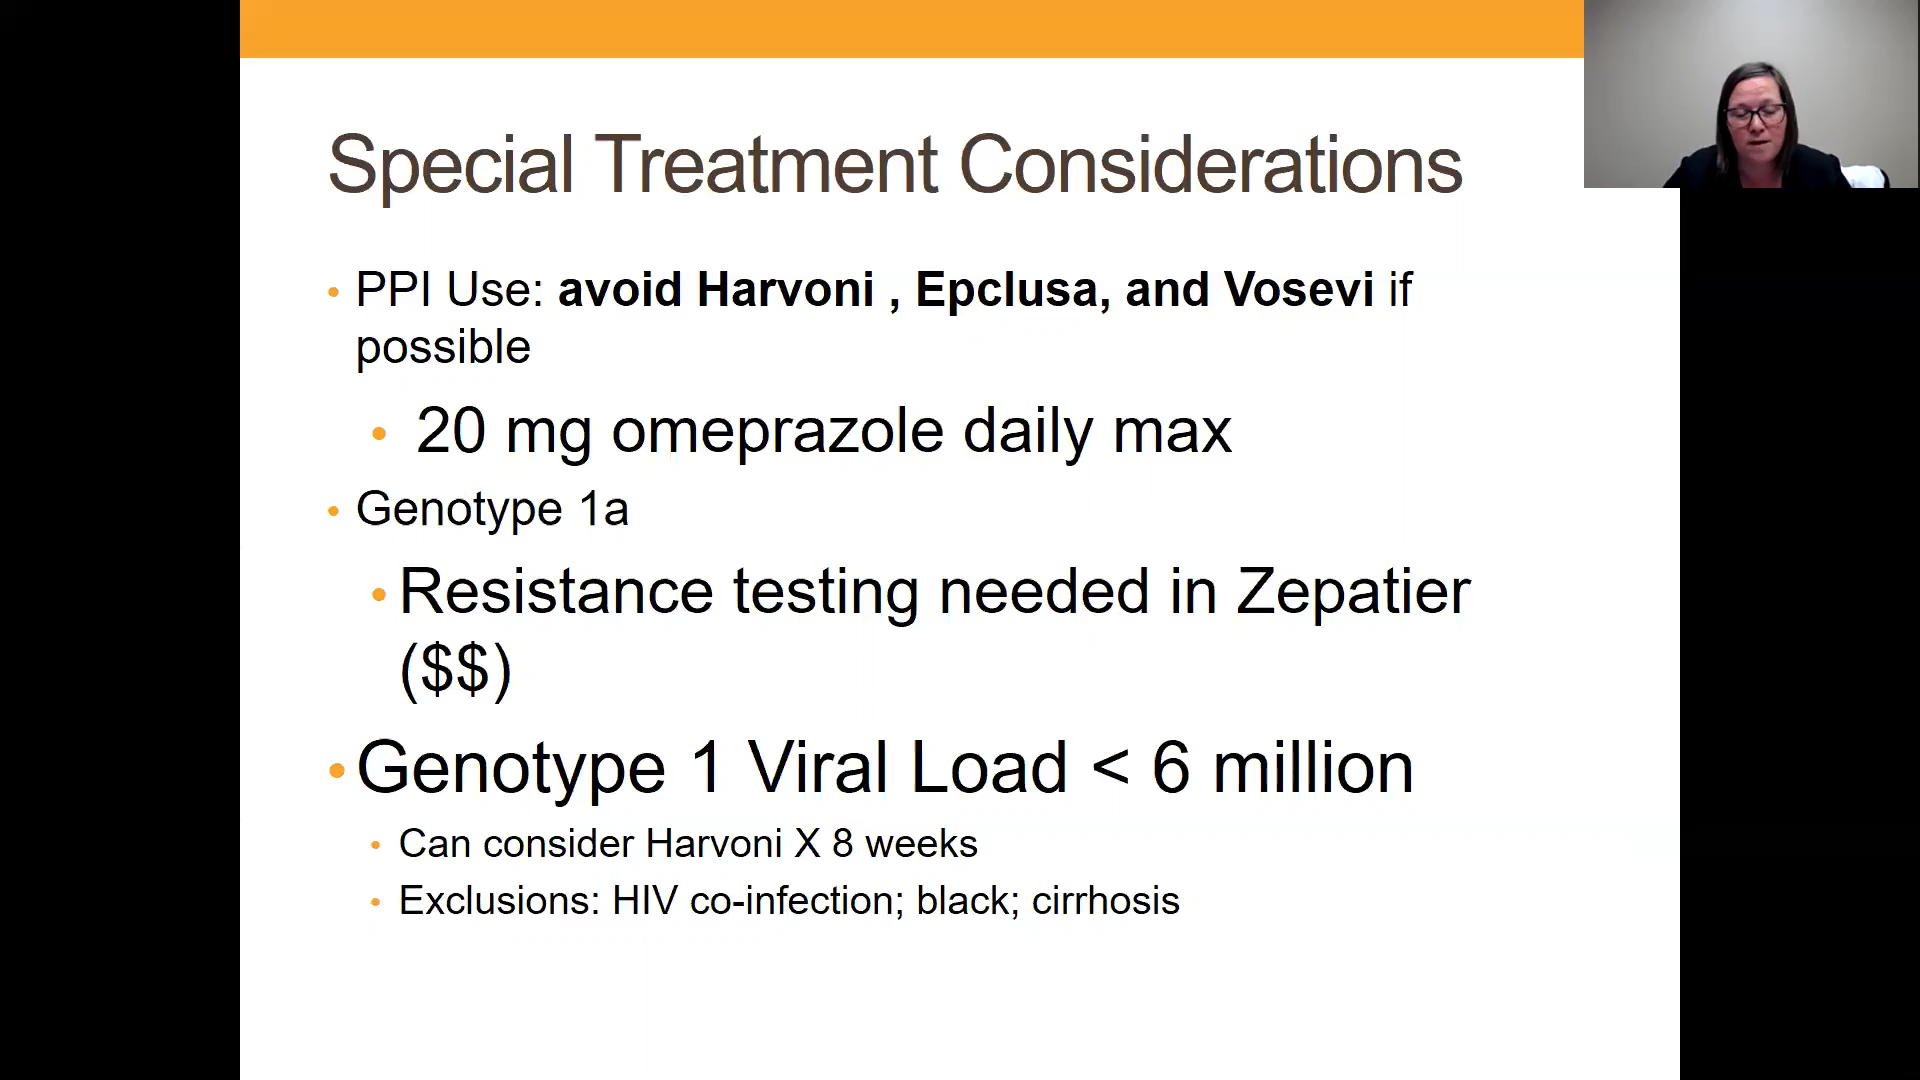 Special Treatment Considerations
• PPI Use: avoid Harvoni , Epclusa, and Vosevi if
possible
• 20 mg omeprazole daily max
• Genotype 1a
• Resistance testing needed in Zepatier
($$)
• Genotype 1 Viral Load < 6 million
• Can consider Harvoni X 8 weeks
• Exclusions: HIV co-infection; black; cirrhosis